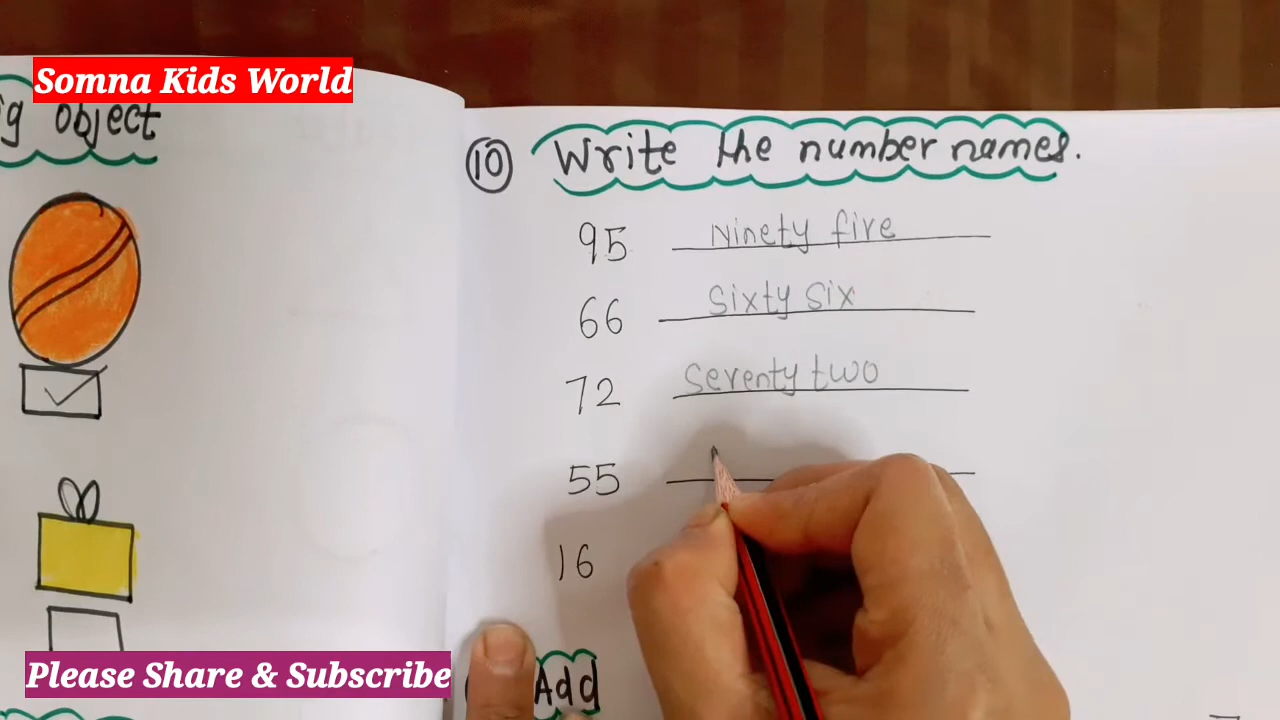 Somna Kids World
object
10 Write the number names.
95 Ninety five
66 Sixty six
72 Seventy two
55
16
Add
Please Share & Subscribe